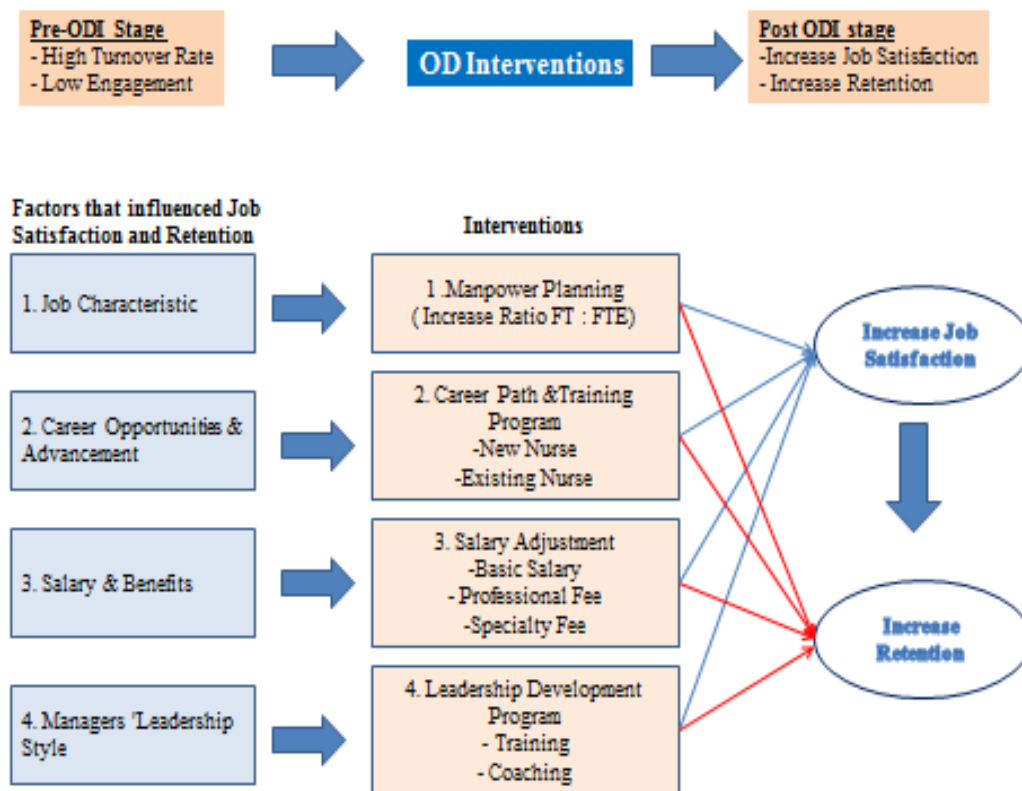 Pre-ODI Stage
- High Turnover Rate
- Low Engagement
OD Interventions
Post ODI stage
-Increase Job Satisfaction
- Increase Retention
Factors that influenced Job
Satisfaction and Retention
Interventions
1. Job Characteristic
1 .Manpower Planning
( Increase Ratio FT : FTE)
Increase Job
Satisfaction
2. Career Opportunities &
Advancement
2. Career Path &Training
Program
-New Nurse
-Existing Nurse
3. Salary & Benefits
3. Salary Adjustment
-Basic Salary
- Professional Fee
-Specialty Fee
Increase
Retention
4. Managers 'Leadership
Style
4. Leadership Development
Program
- Training
- Coaching